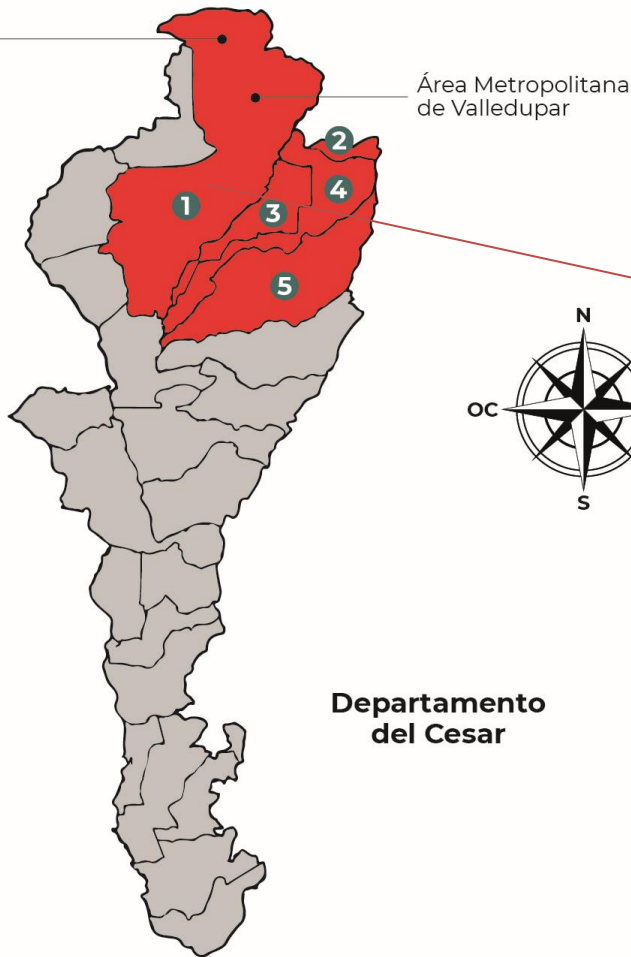 Área Metropolitana
de Valledupar
2
4
1
3
5
N
OC
S
Departamento
del Cesar